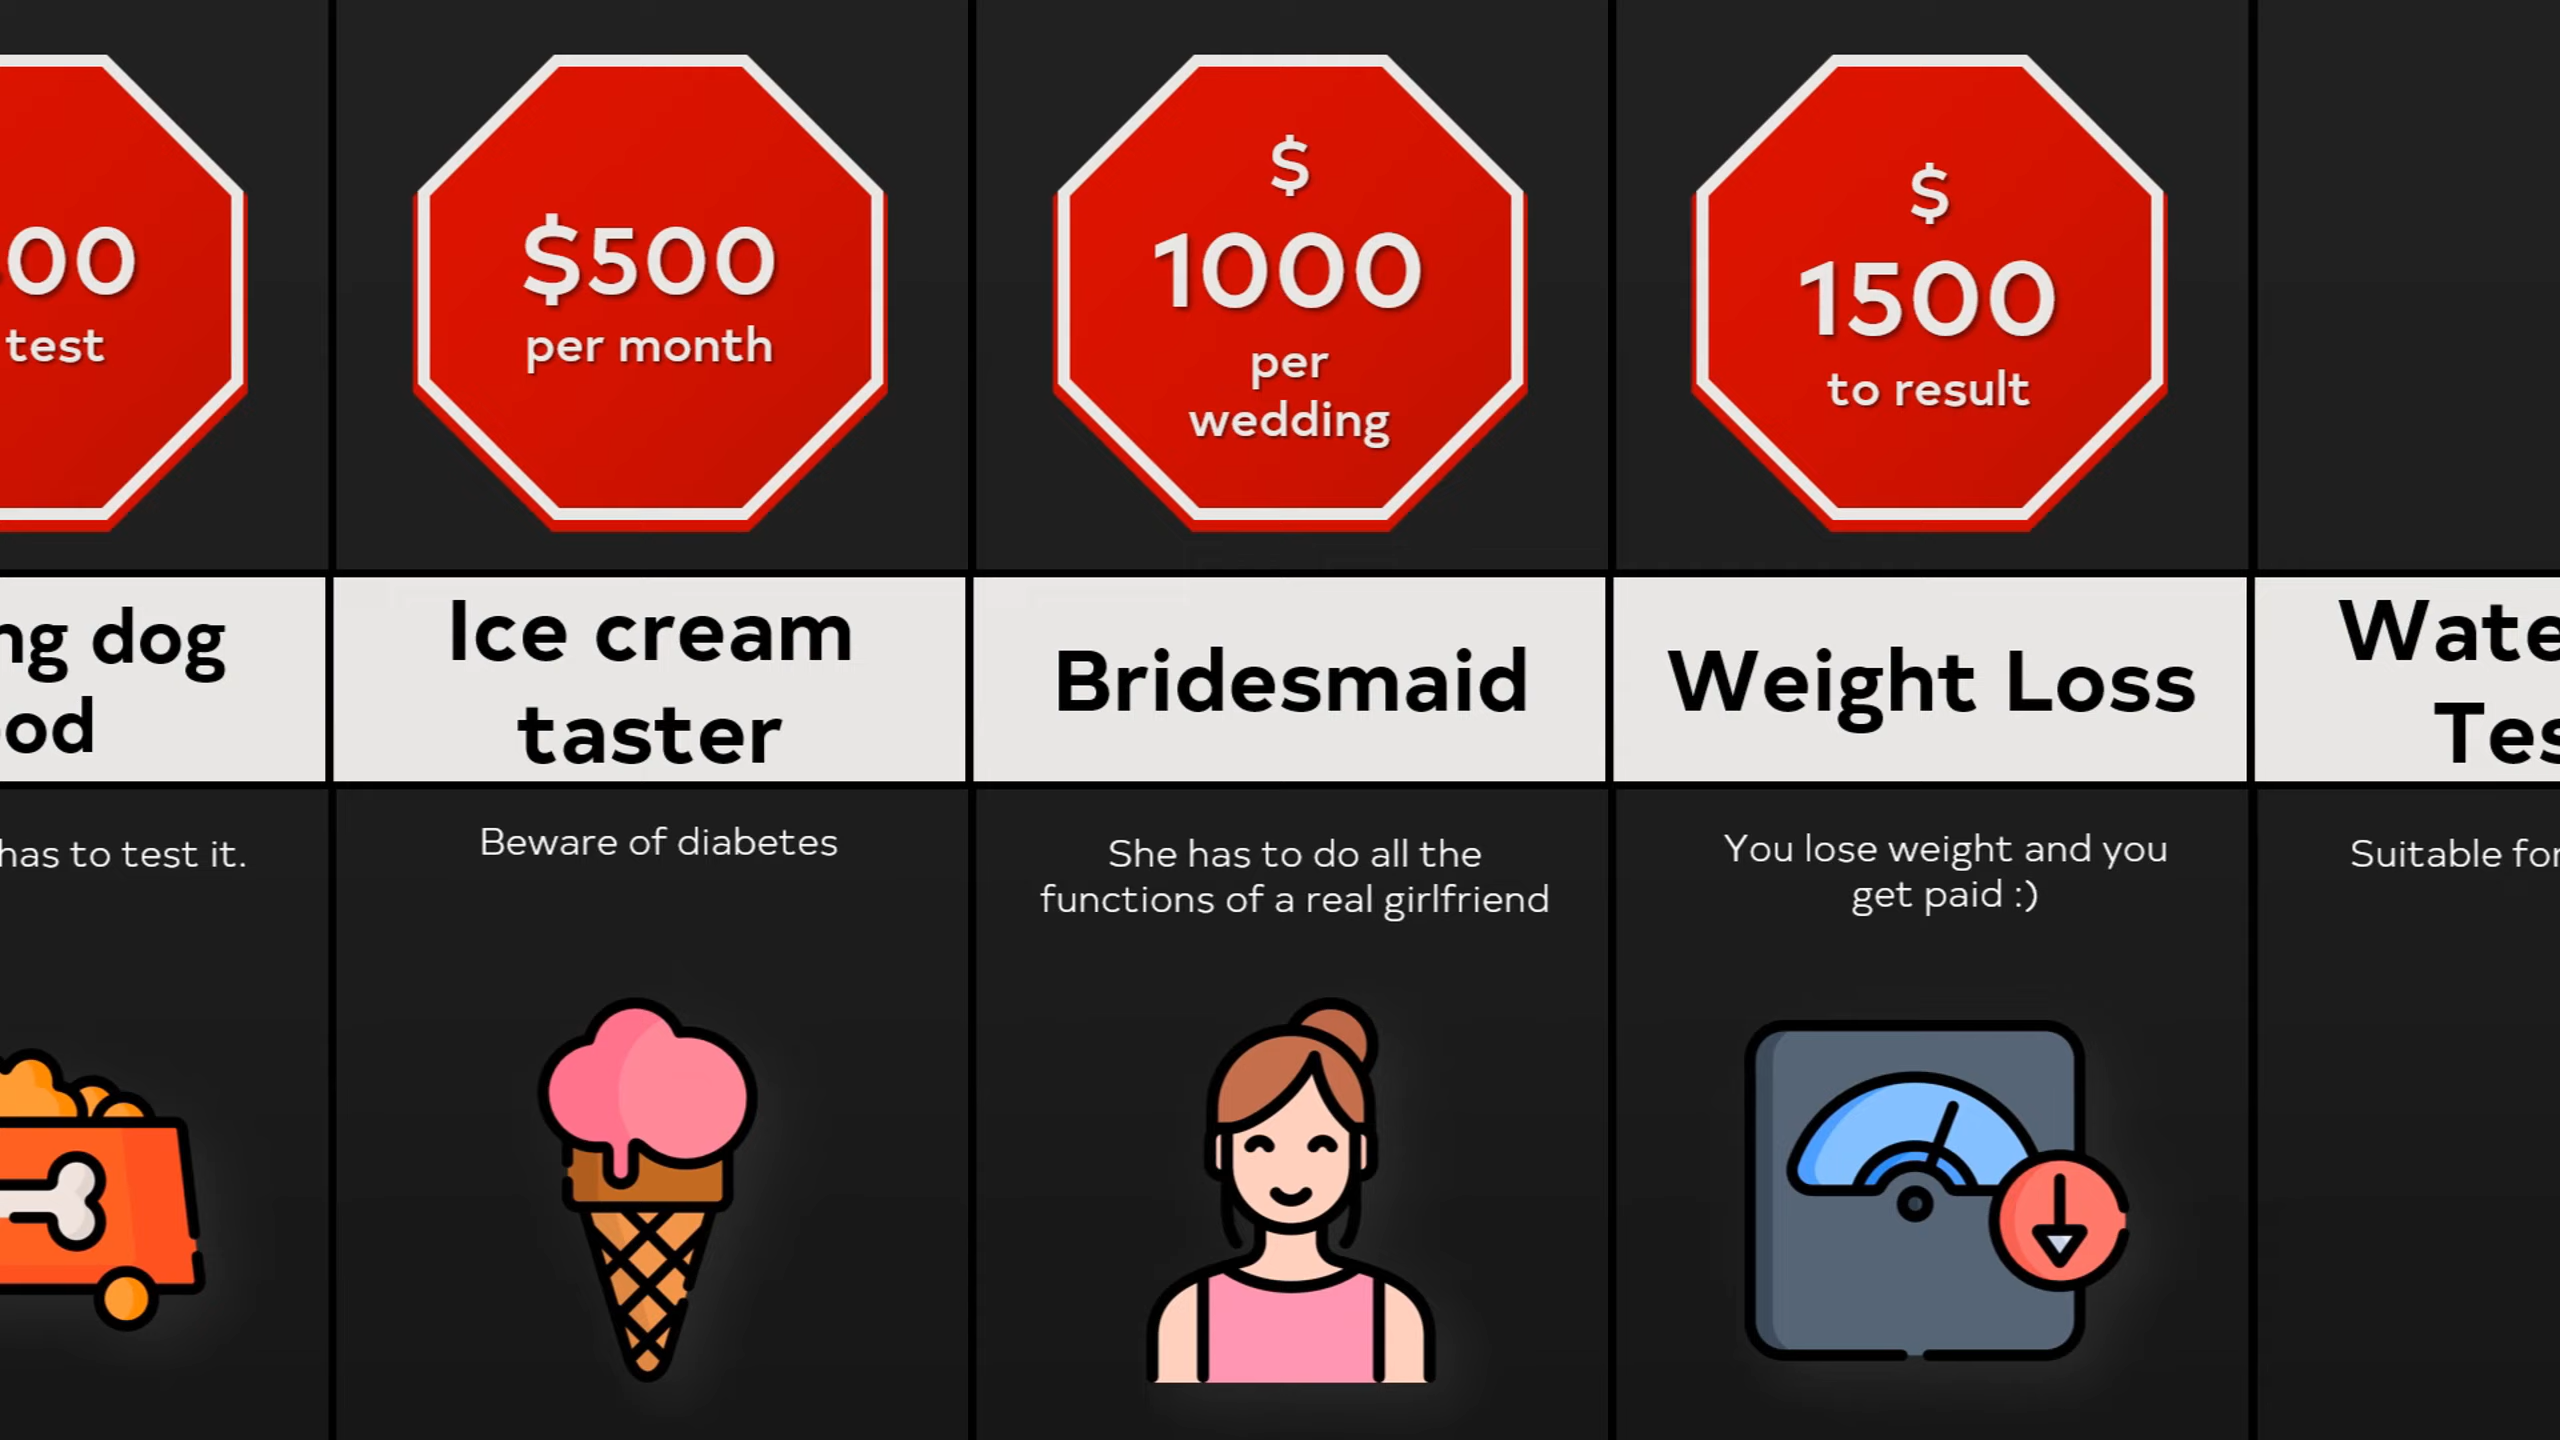 00
test
$500
per month
$
1000
per
wedding
$
1500
to result
ng dog
od
Ice cream
taster
Bridesmaid
Weight Loss
Wate
Tes
has to test it.
Beware of diabetes
She has to do all the
functions of a real girlfriend
You lose weight and you
get paid :)
Suitable for